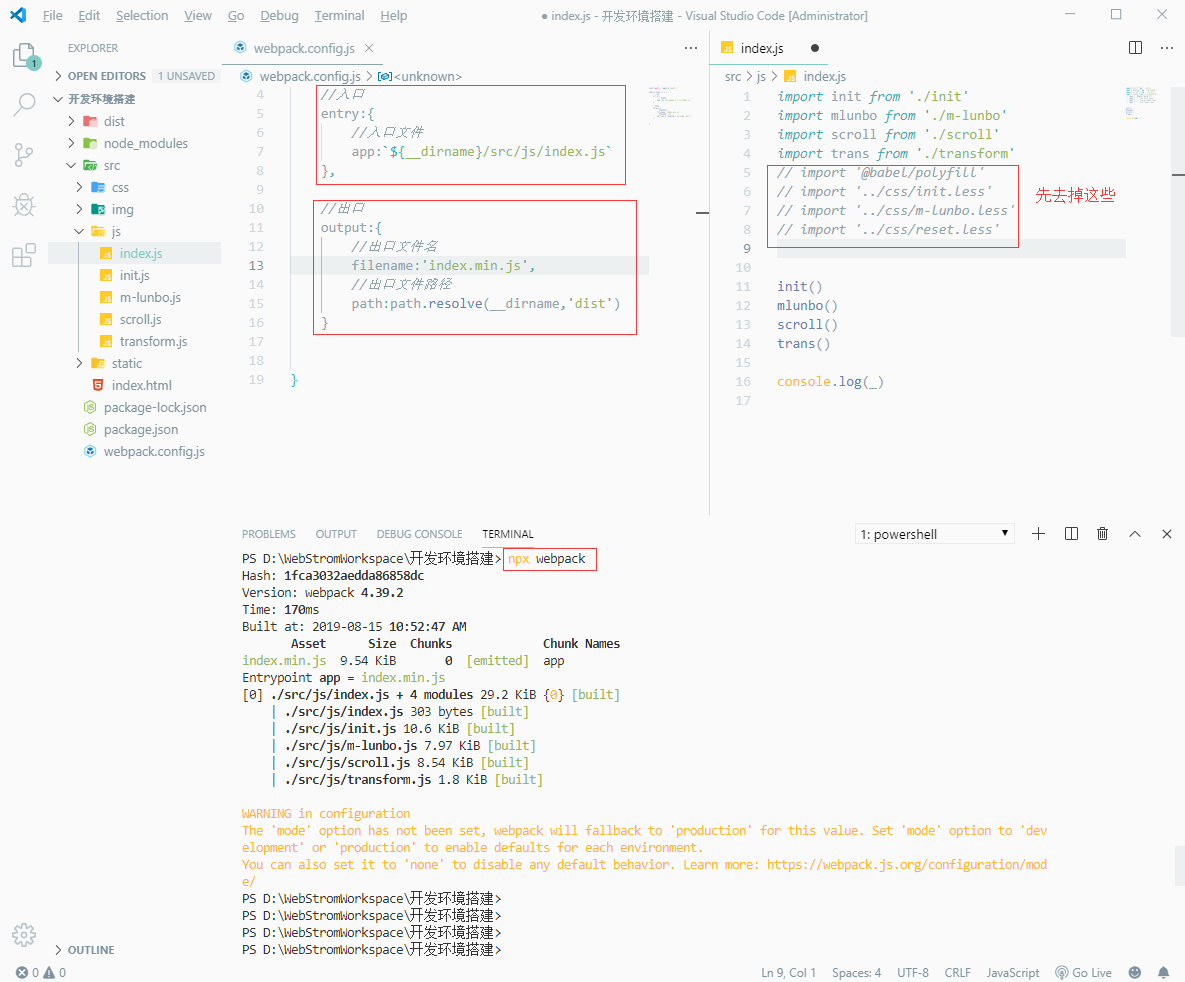 File Edit Selection View Go Debug Terminal Help
● index.js - 开发环境搭建 - Visual Studio Code [Administrator]
1
EXPLORER
OPEN EDITORS 1 UNSAVED
开发环境搭建
dist
node_modules
src
css
img
js
index.js
init.js
m-lunbo.js
scroll.js
transform.js
static
index.html
package-lock.json
package.json
webpack.config.js
OUTLINE
webpack.config.js
webpack.config.js > <unknown>
4 //入口
5 entry:{
6 //入口文件
7 app:`${__dirname}/src/js/index.js`
8 },
9
10 //出口
11 output:{
12 //出口文件名
13 filename:'index.min.js',
14 //出口文件路径
15 path:path.resolve(__dirname,'dist')
16 }
17
18
19 }
index.js ●
src > js > index.js
1 import init from './init'
2 import mlunbo from './m-lunbo'
3 import scroll from './scroll'
4 import trans from './transform'
5 // import '@babel/polyfill'
6 // import '../css/init.less'
7 // import '../css/m-lunbo.less'
8 // import '../css/reset.less'
9
10
11 init()
12 mlunbo()
13 scroll()
14 trans()
15
16 console.log(_)
17
先去掉这些
PROBLEMS OUTPUT DEBUG CONSOLE TERMINAL
1: powershell
PS D:\WebStromWorkspace\开发环境搭建> npx webpack
Hash: 1fca3032aedda86858dc
Version: webpack 4.39.2
Time: 170ms
Built at: 2019-08-15 10:52:47 AM
Asset Size Chunks Chunk Names
index.min.js 9.54 KiB 0 [emitted] app
Entrypoint app = index.min.js
[0] ./src/js/index.js + 4 modules 29.2 KiB {0} [built]
| ./src/js/index.js 303 bytes [built]
| ./src/js/init.js 10.6 KiB [built]
| ./src/js/m-lunbo.js 7.97 KiB [built]
| ./src/js/scroll.js 8.54 KiB [built]
| ./src/js/transform.js 1.8 KiB [built]
WARNING in configuration
The 'mode' option has not been set, webpack will fallback to 'production' for this value. Set 'mode' option to 'dev
elopment' or 'production' to enable defaults for each environment.
You can also set it to 'none' to disable any default behavior. Learn more: https://webpack.js.org/configuration/mod
e/
PS D:\WebStromWorkspace\开发环境搭建>
PS D:\WebStromWorkspace\开发环境搭建>
PS D:\WebStromWorkspace\开发环境搭建>
PS D:\WebStromWorkspace\开发环境搭建>
0 0
Ln 9, Col 1 Spaces: 4 UTF-8 CRLF JavaScript Go Live